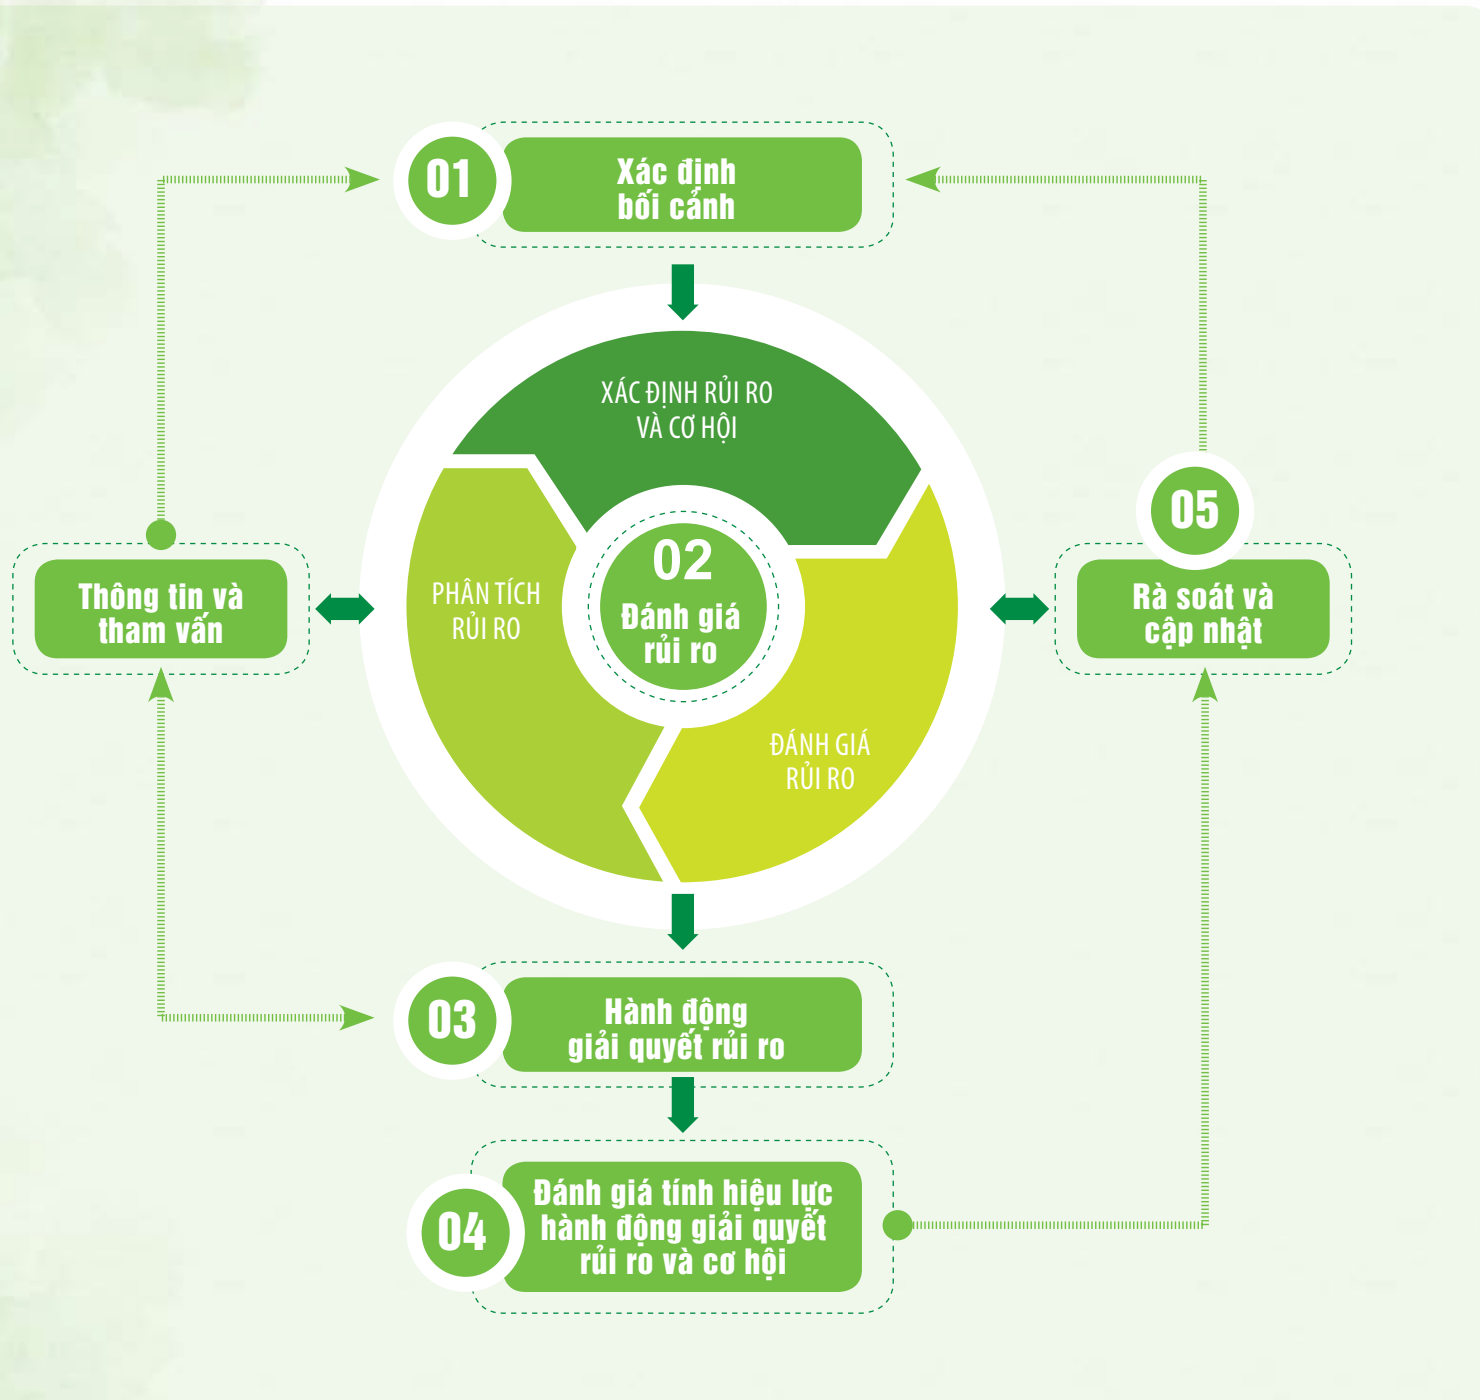 01
Xác định
bối cảnh
XÁC ĐỊNH RỦI RO
VÀ CƠ HỘI
PHÂN TÍCH
RỦI RO
02
Đánh giá
rủi ro
ĐÁNH GIÁ
RỦI RO
Thông tin và
tham vấn
05
Rà soát và
cập nhật
03
Hành động
giải quyết rủi ro
04
Đánh giá tính hiệu lực
hành động giải quyết
rủi ro và cơ hội